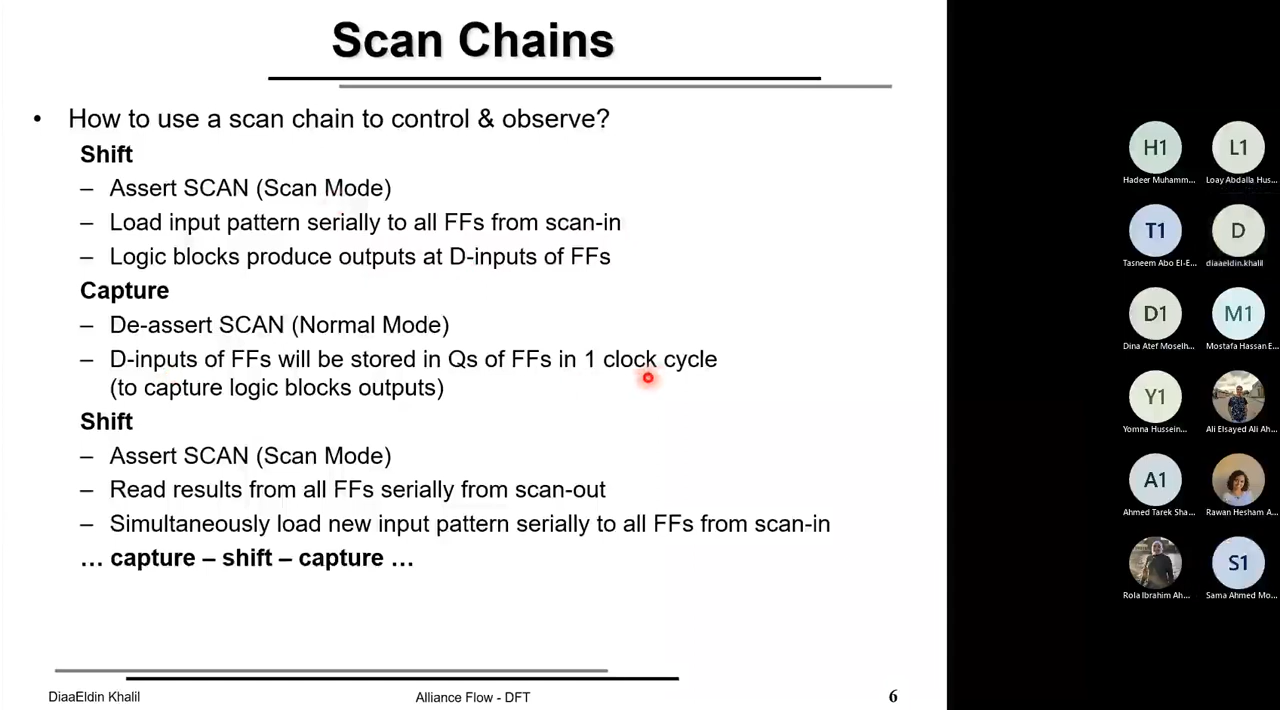 Scan Chains
• How to use a scan chain to control & observe?
Shift
– Assert SCAN (Scan Mode)
– Load input pattern serially to all FFs from scan-in
– Logic blocks produce outputs at D-inputs of FFs
Capture
– De-assert SCAN (Normal Mode)
– D-inputs of FFs will be stored in Qs of FFs in 1 clock cycle
(to capture logic blocks outputs)
Shift
– Assert SCAN (Scan Mode)
– Read results from all FFs serially from scan-out
– Simultaneously load new input pattern serially to all FFs from scan-in
… capture – shift – capture …
DiaaEldin Khalil
Alliance Flow - DFT
6
H1
L1
Hadeer Muhamm...
Loay Abdalla Hus...
T1
D
Tasneem Abo El-E...
diaaeldin.khalil
D1
M1
Dina Atef Moselh...
Mostafa Hassan E...
Y1
Yomna Hussein...
Ali Elsayed Ali Ah...
A1
Ahmed Tarek Sha...
Rawan Hesham A...
S1
Rola Ibrahim Ah...
Sama Ahmed Mo...